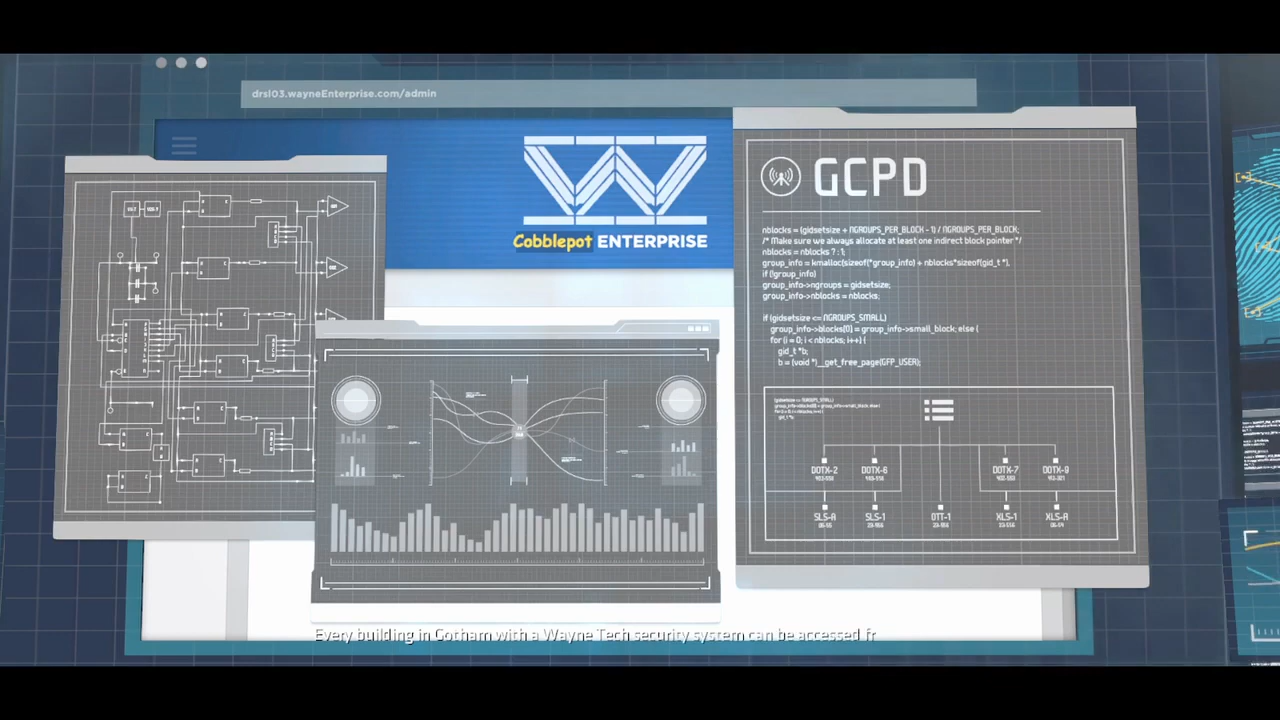 drsl03.wayneEnterprise.com/admin
Cobblepot ENTERPRISE
GCPD
nblocks = (gidsetsize + NGROUPS_PER_BLOCK - 1) / NGROUPS_PER_BLOCK;
/* Make sure we always allocate at least one indirect block pointer */
nblocks = nblocks ? : 1;
group_info = kmalloc(sizeof(*group_info) + nblocks*sizeof(gid_t *),
if (!group_info)
group_info->ngroups = gidsetsize;
group_info->nblocks = nblocks;
if (gidsetsize <= NGROUPS_SMALL)
group_info->blocks[0] = group_info->small_block; else {
for (i = 0; i < nblocks; i++) {
gid_t *b;
b = (void *)__get_free_page(GFP_USER);
DOTX-2 DOTX-6 DOTX-7 DOTX-9
SLS-A SLS-1 OTT-1 XLS-1 XLS-A
Every building in Gotham with a Wayne Tech security system can be accessed fr